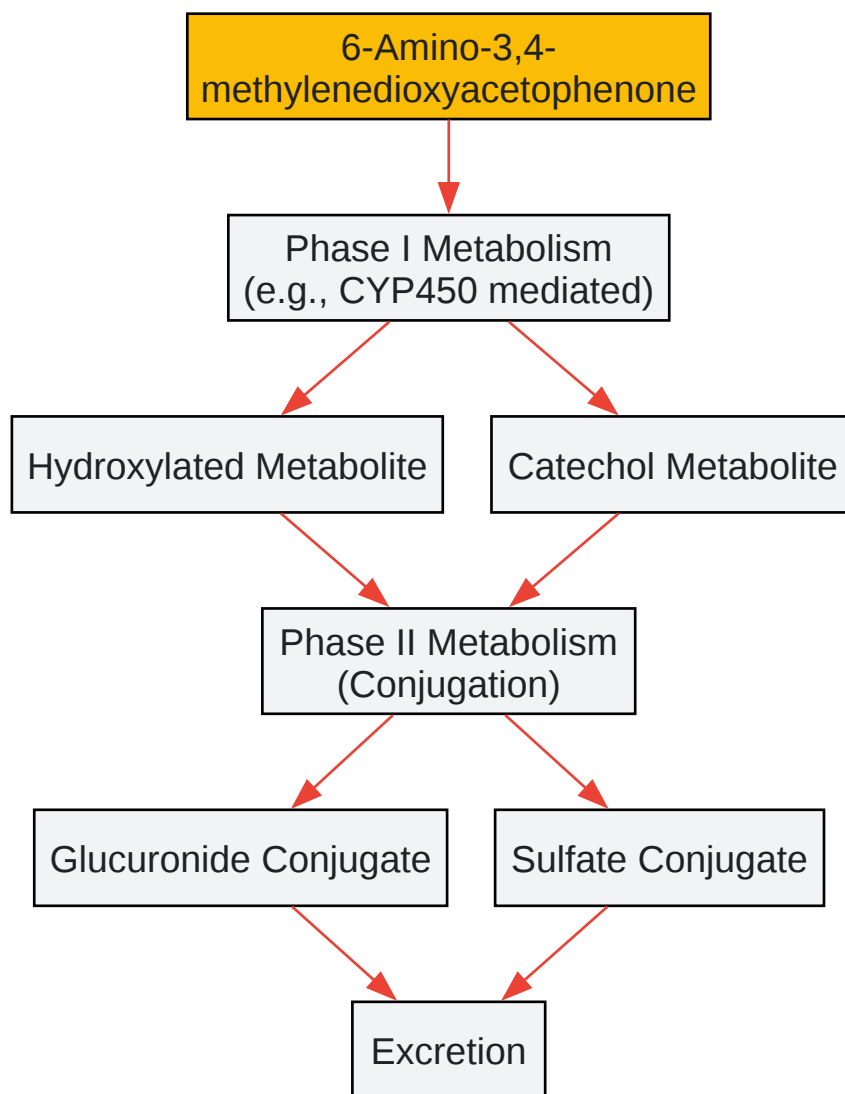 6-Amino-3,4-
methylenedioxyacetophenone
Phase I Metabolism
(e.g., CYP450 mediated)
Hydroxylated Metabolite
Catechol Metabolite
Phase II Metabolism
(Conjugation)
Glucuronide Conjugate
Sulfate Conjugate
Excretion